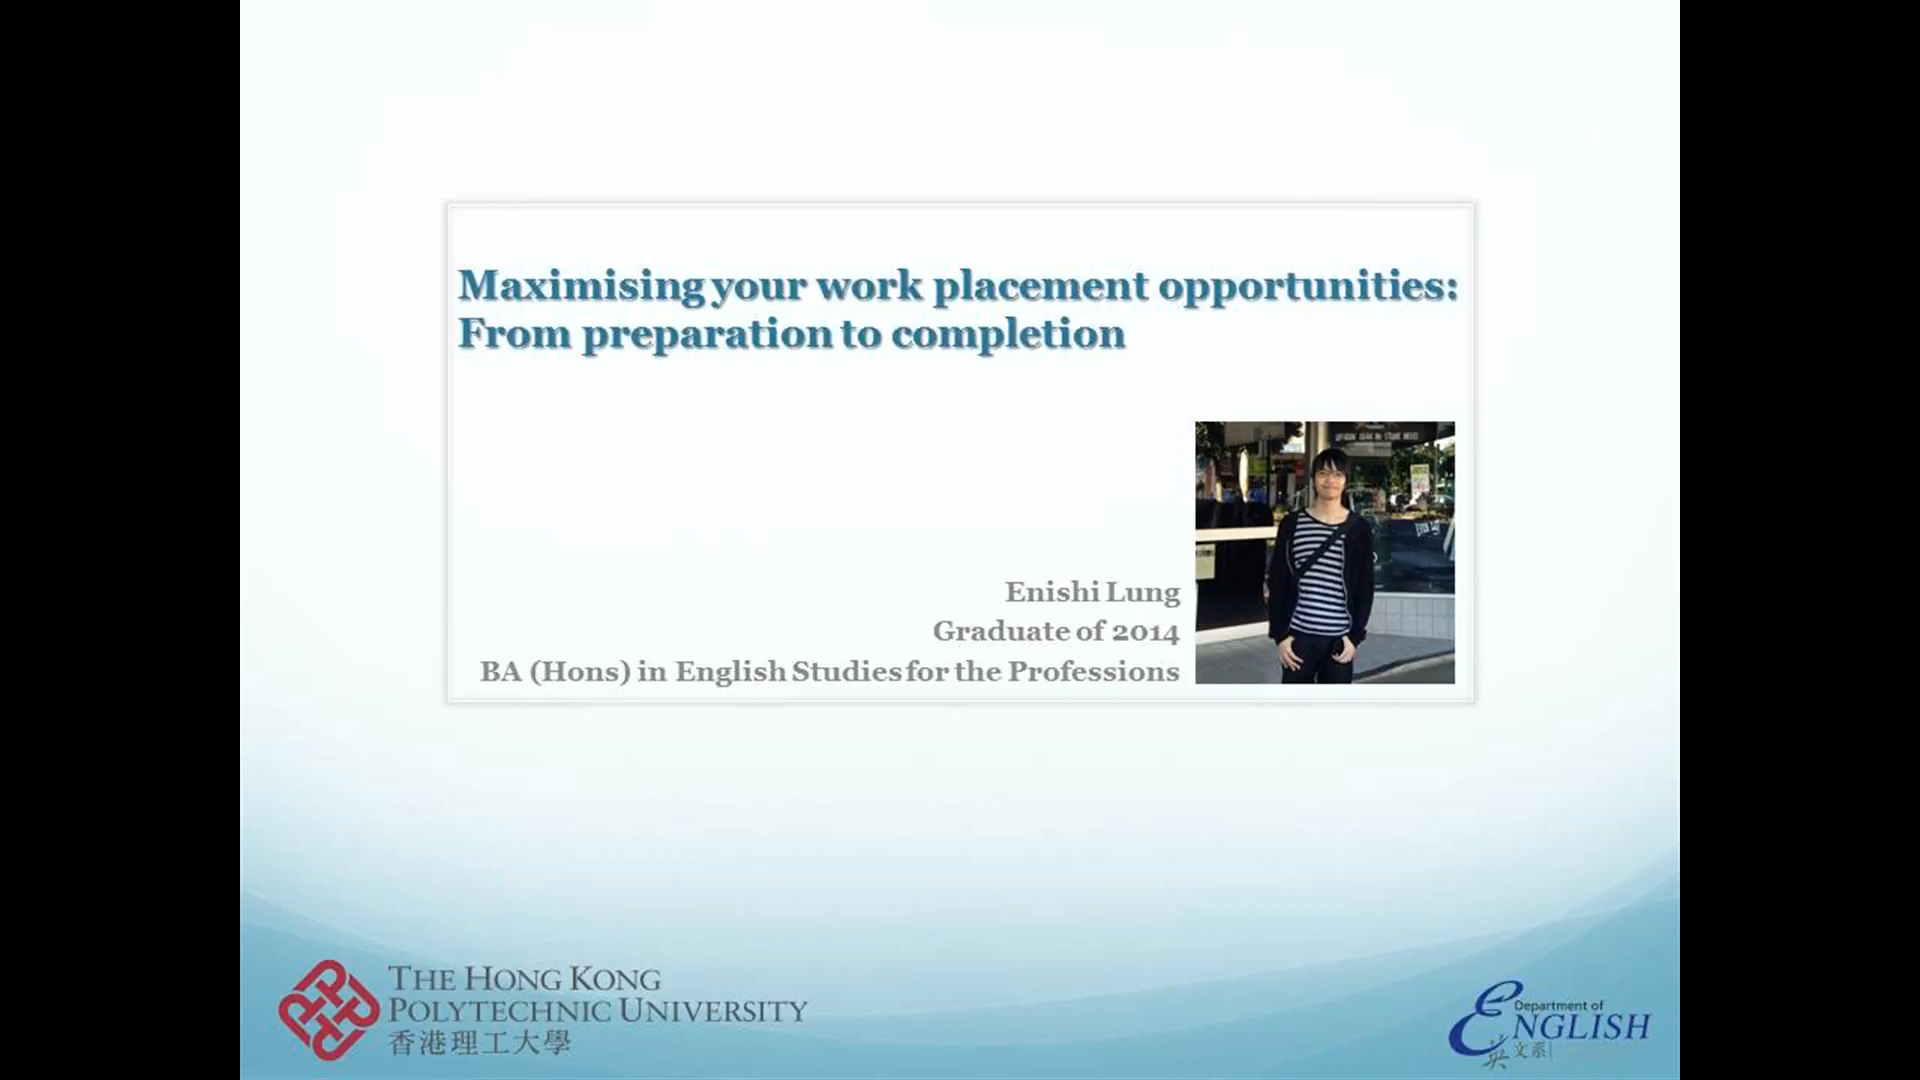 Maximising your work placement opportunities:
From preparation to completion
Enishi Lung
Graduate of 2014
BA (Hons) in English Studies for the Professions
THE HONG KONG
POLYTECHNIC UNIVERSITY
香港理工大學
Department of
ENGLISH
英文系